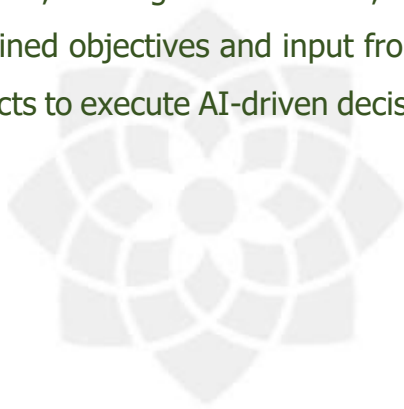 ined objectives and input fro
cts to execute AI-driven decis